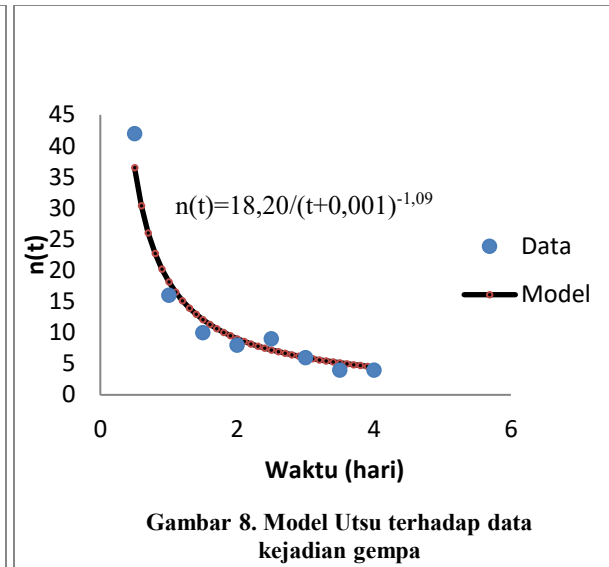 45
40
35
30
25
20
15
10
5
0
n(t)
n(t)=18,20/(t+0,001)-1,09
Data
Model
0 2 4 6
Waktu (hari)
Gambar 8. Model Utsu terhadap data
kejadian gempa